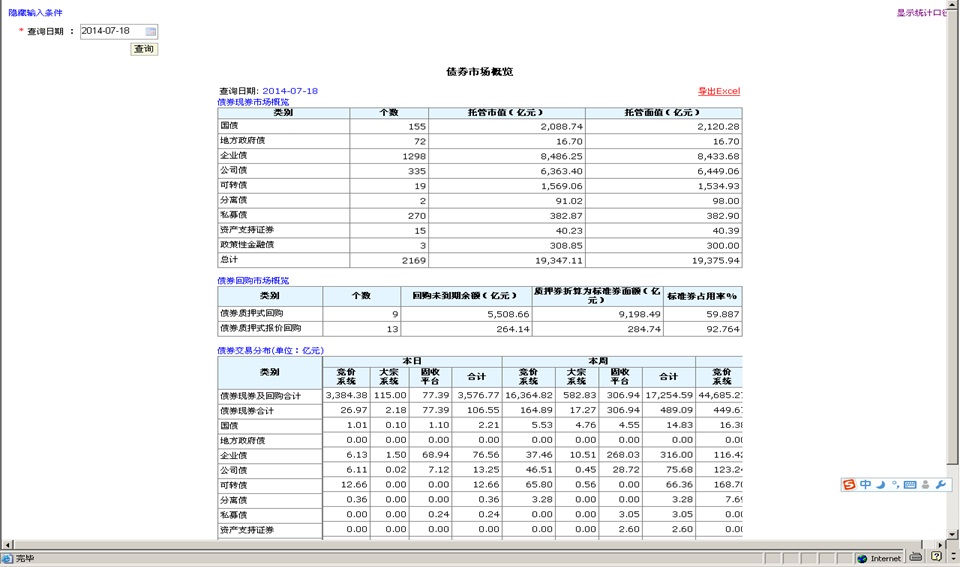 隐藏输入条件
显示统计口径
* 查询日期 ： 2014-07-18
查询
债券市场概览
查询日期: 2014-07-18 导出Excel
债券现券市场概览
类别 个数 托管市值（亿元） 托管面值（亿元）
国债 155 2,088.74 2,120.28
地方政府债 72 16.70 16.70
企业债 1298 8,486.25 8,433.68
公司债 335 6,363.40 6,449.06
可转债 19 1,569.06 1,534.93
分离债 2 91.02 98.00
私募债 270 382.87 382.90
资产支持证券 15 40.23 40.39
政策性金融债 3 308.85 300.00
总计 2169 19,347.11 19,375.94
债券回购市场概览
类别 个数 回购未到期余额（亿元） 质押券折算为标准券面额（亿元） 标准券占用率%
债券质押式回购 9 5,508.66 9,198.49 59.887
债券质押式报价回购 13 264.14 284.74 92.764
债券交易分布(单位：亿元)
类别 本日 本周
竞价系统 大宗系统 固收平台 合计 竞价系统 大宗系统 固收平台 合计 竞价系统
债券现券及回购合计 3,384.38 115.00 77.39 3,576.77 16,364.82 582.83 306.94 17,254.59 44,685.27
债券现券合计 26.97 2.18 77.39 106.55 164.89 17.27 306.94 489.09 449.6
国债 1.01 0.10 1.10 2.21 5.53 4.76 4.55 14.83 16.38
地方政府债 0.00 0.00 0.00 0.00 0.00 0.00 0.00 0.00 0.00
企业债 6.13 1.50 68.94 76.56 37.46 10.51 268.03 316.00 116.42
公司债 6.11 0.02 7.12 13.25 46.51 0.45 28.72 75.68 123.24
可转债 12.66 0.00 0.00 12.66 65.80 0.56 0.00 66.36 168.70
分离债 0.36 0.00 0.00 0.36 3.28 0.00 0.00 3.28 7.69
私募债 0.00 0.00 0.24 0.24 0.00 0.00 3.05 3.05 0.00
资产支持证券 0.00 0.00 0.00 0.00 0.00 0.00 2.60 2.60 0.00
S 中
完毕 Internet